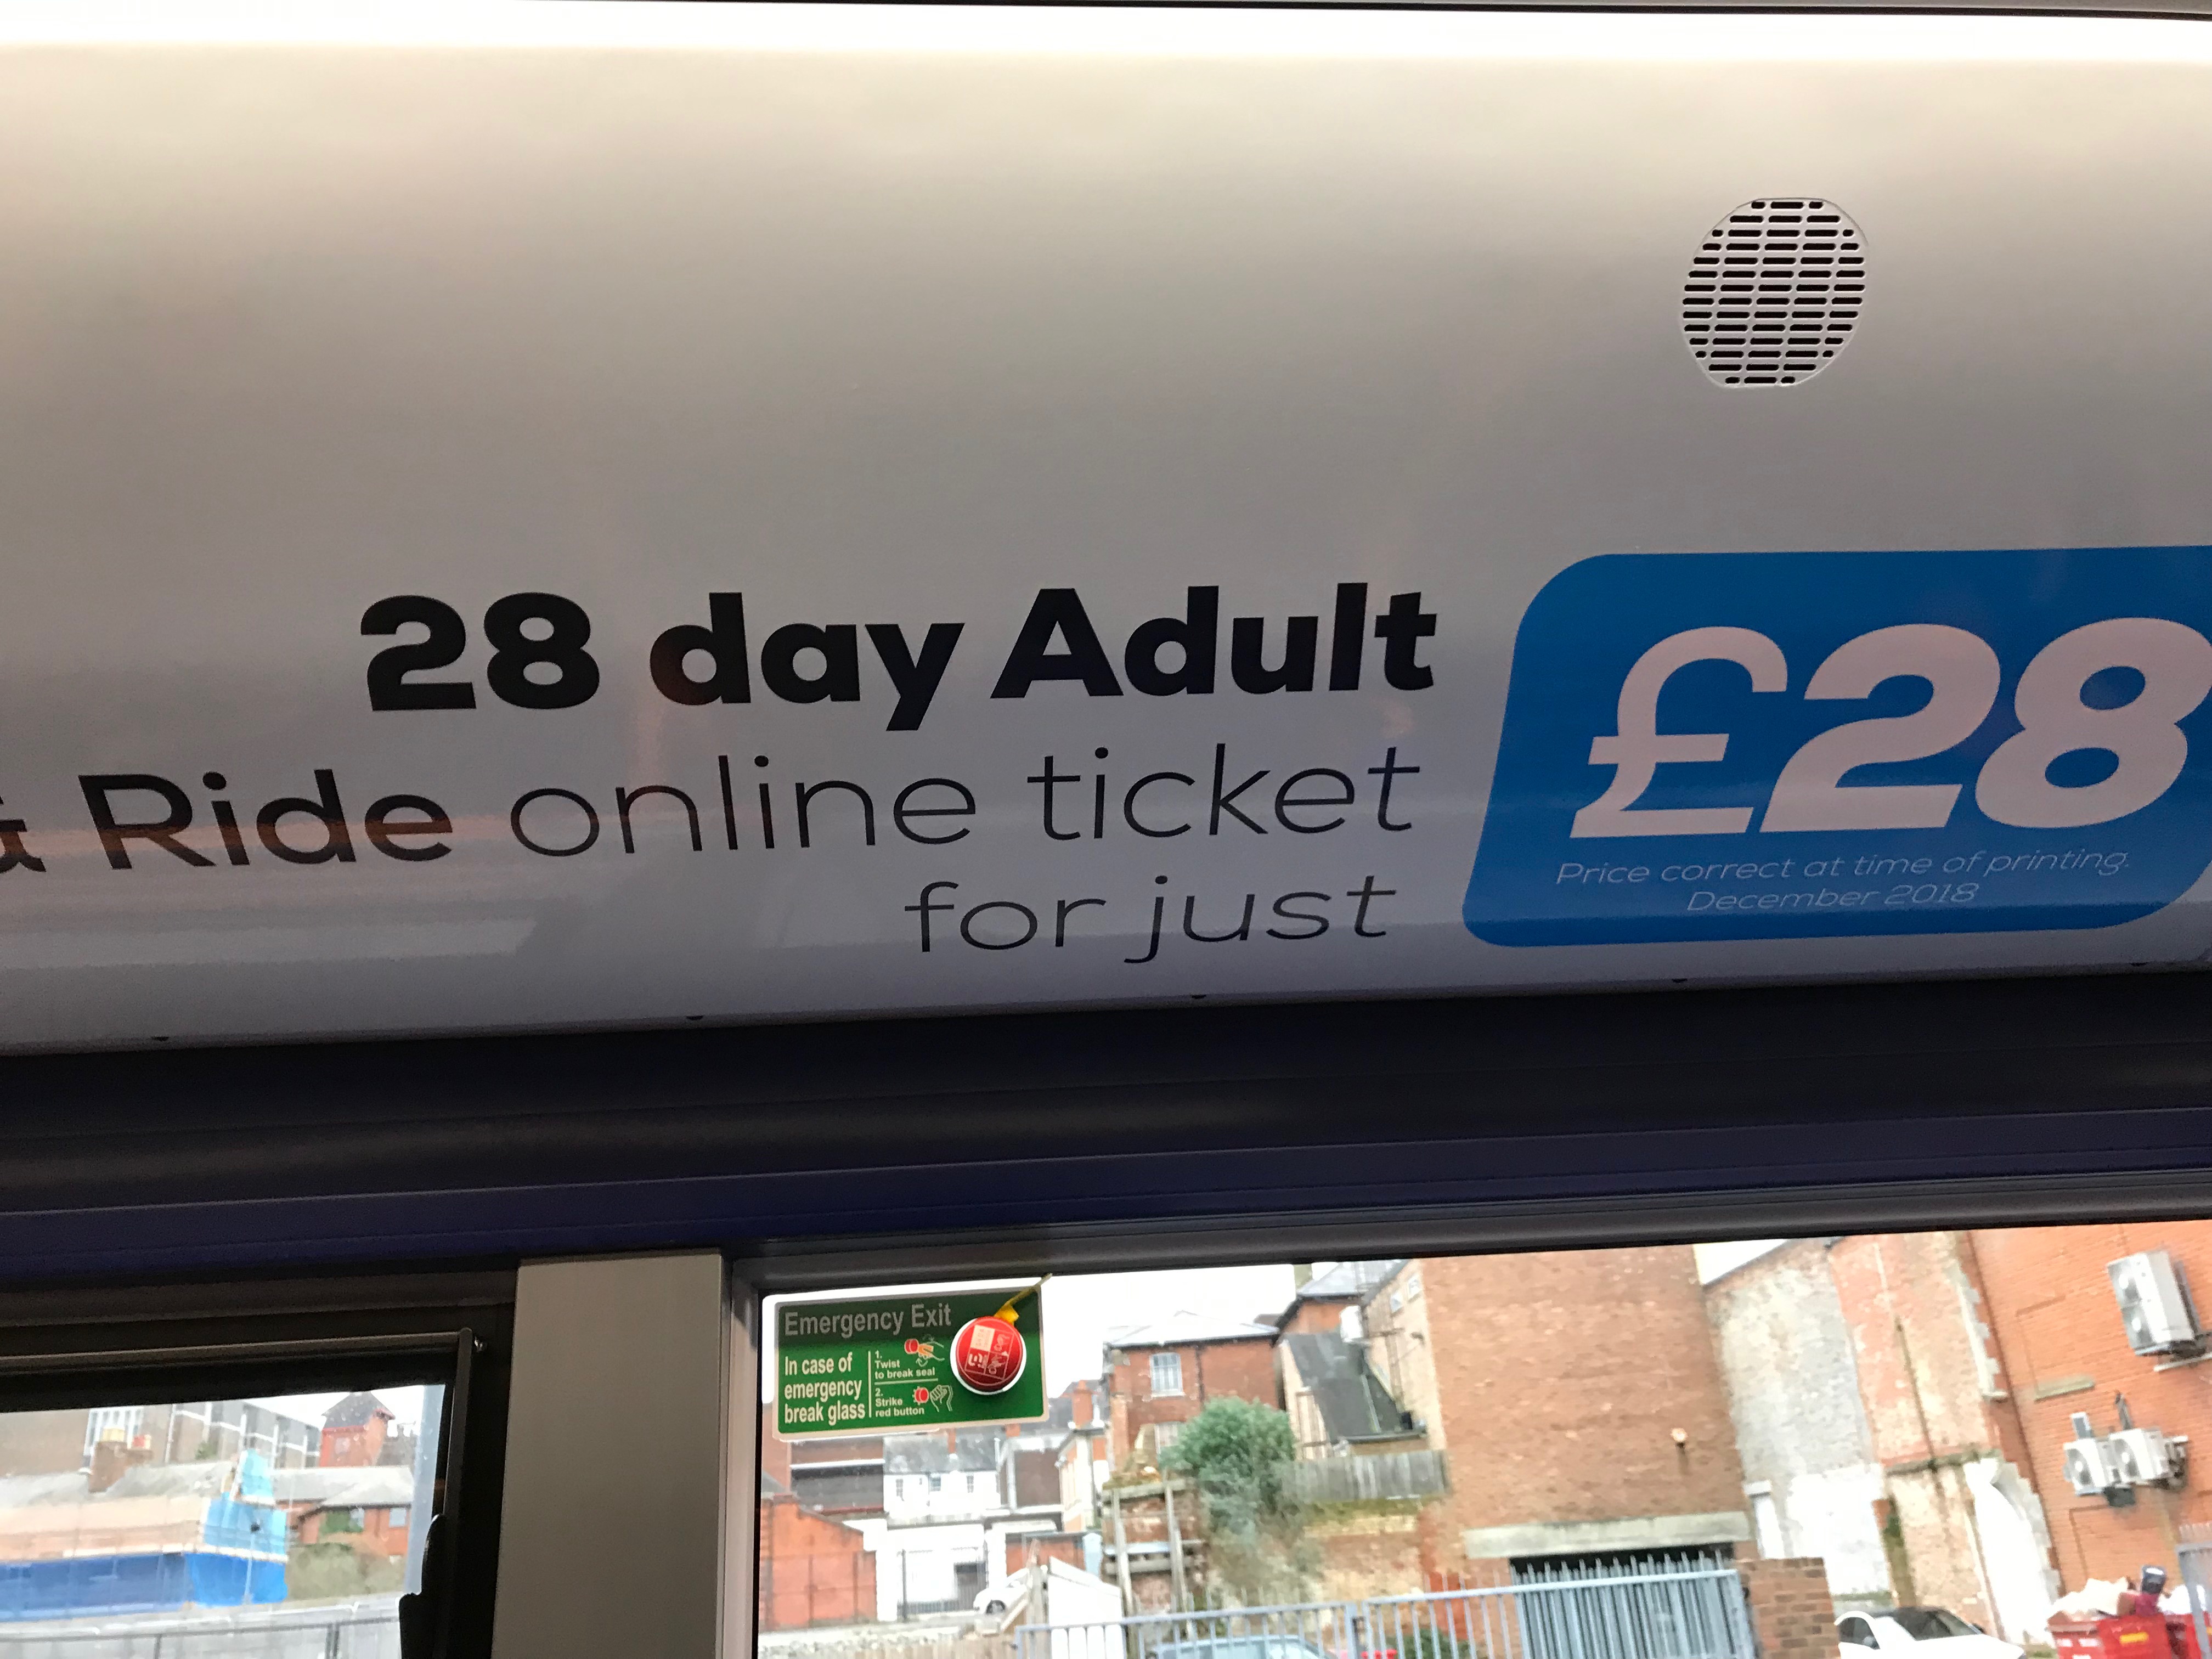 28 day Adult
& Ride online ticket
for just
£28
Price correct at time of printing.
December 2018
Emergency Exit
In case of
emergency
break glass
1.
Twist
to break seal
2.
Strike
red button